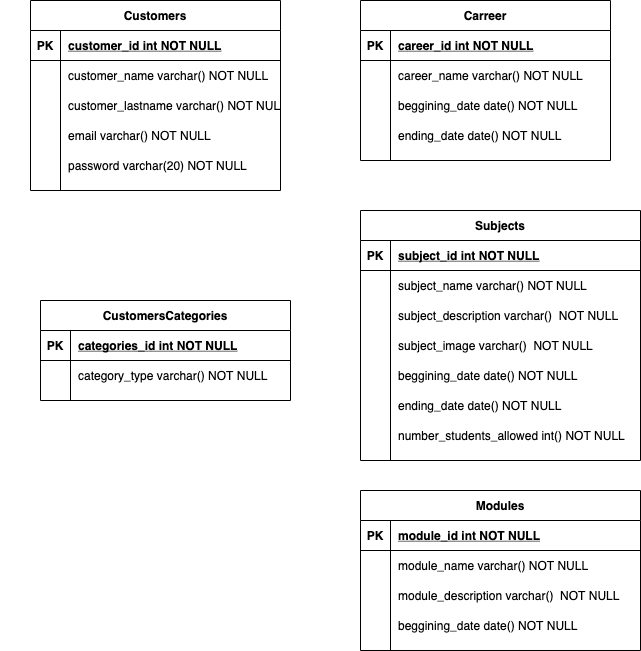 Customers
PK customer_id int NOT NULL
customer_name varchar() NOT NULL
customer_lastname varchar() NOT NUL
email varchar() NOT NULL
password varchar(20) NOT NULL
Carreer
PK career_id int NOT NULL
career_name varchar() NOT NULL
beggining_date date() NOT NULL
ending_date date() NOT NULL
Subjects
PK subject_id int NOT NULL
subject_name varchar() NOT NULL
subject_description varchar() NOT NULL
subject_image varchar() NOT NULL
beggining_date date() NOT NULL
ending_date date() NOT NULL
number_students_allowed int() NOT NULL
CustomersCategories
PK categories_id int NOT NULL
category_type varchar() NOT NULL
Modules
PK module_id int NOT NULL
module_name varchar() NOT NULL
module_description varchar() NOT NULL
beggining_date date() NOT NULL